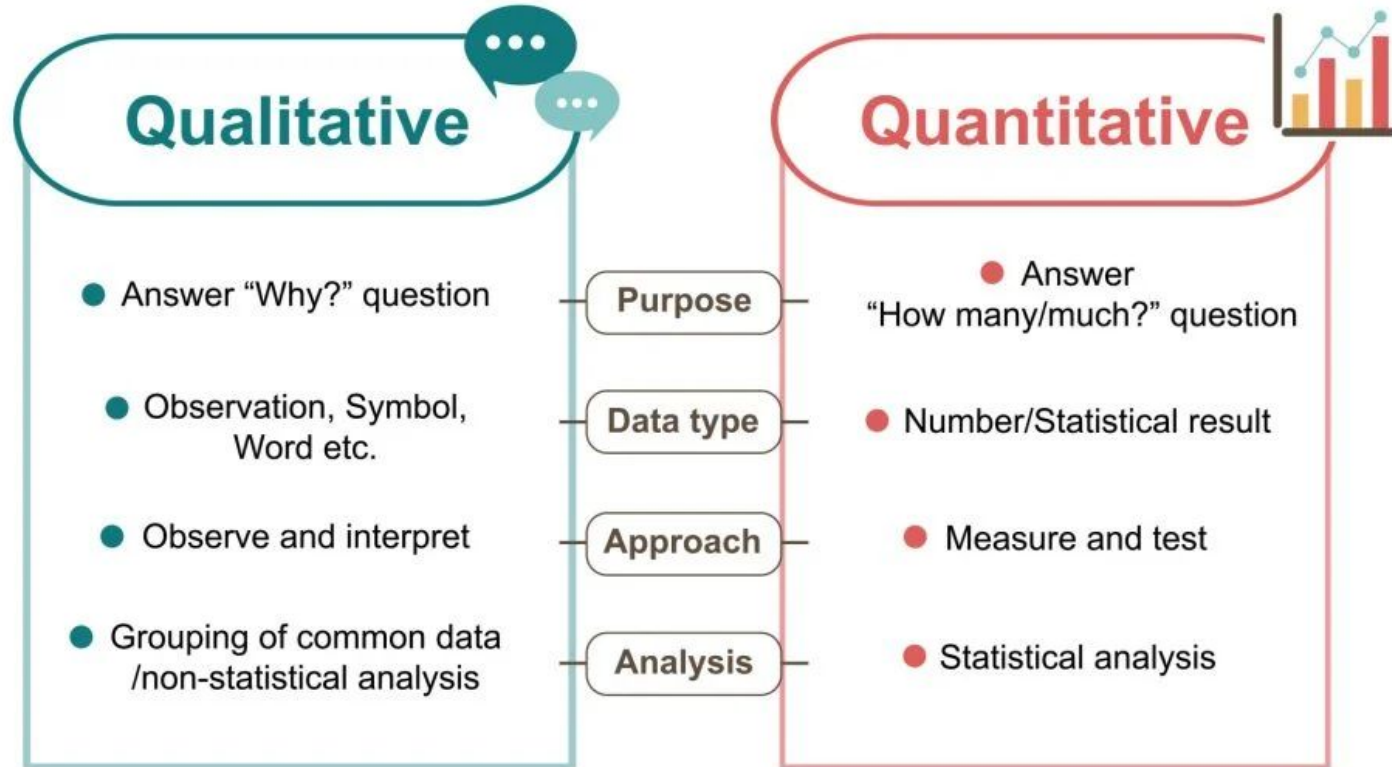 Qualitative
Quantitative
Answer “Why?” question
Purpose
Answer
“How many/much?” question
Observation, Symbol,
Word etc.
Data type
Number/Statistical result
Observe and interpret
Approach
Measure and test
Grouping of common data
/non-statistical analysis
Analysis
Statistical analysis